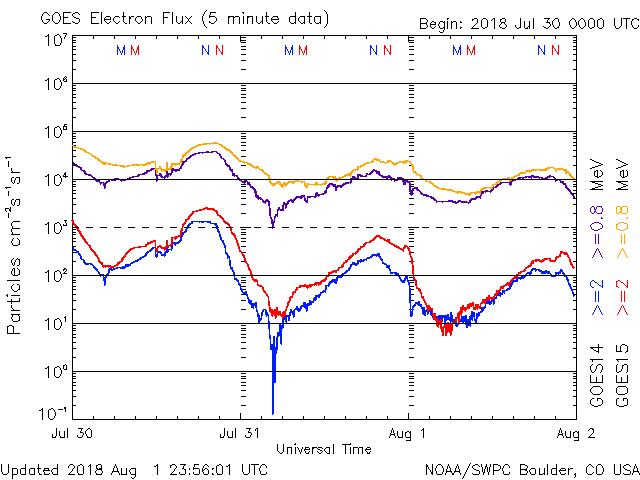 GOES Electron Flux (5 minute data)
Begin: 2018 Jul 30 0000 UTC
M M N N M M N N M M N N
10⁷
10⁶
10⁵
10⁴
10³
10²
10¹
10⁰
10⁻¹
Particles cm⁻²s⁻¹sr⁻¹
Jul 30 Jul 31 Aug 1 Aug 2
Universal Time
GOES14 >=2 >=0.8 MeV
GOES15 >=2 >=0.8 MeV
Updated 2018 Aug 1 23:56:01 UTC
NOAA/SWPC Boulder, CO USA